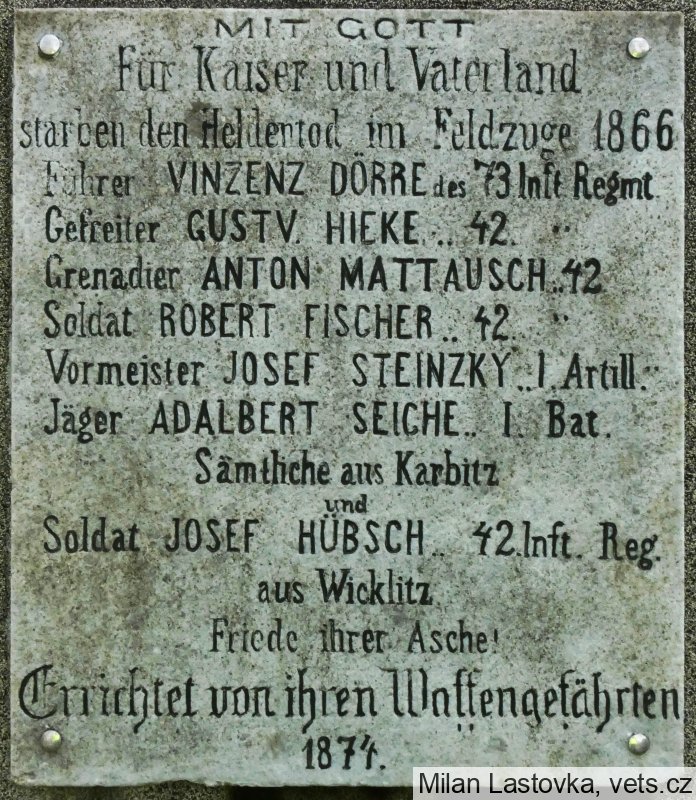 MIT GOTT
Für Kaiser und Vaterland
starben den Heldentod im Feldzuge 1866
Führer VINZENZ DÖRRE des 73 Inft Regmt
Gefreiter GUSTV. HIEKE „ 42. „
Grenadier ANTON MATTAUSCH „ 42
Soldat ROBERT FISCHER „ 42. „
Vormeister JOSEF STEINZKY „ I. Artill. „
Jäger ADALBERT SEICHE „ I. Bat.
Sämtliche aus Karbitz
und
Soldat JOSEF HÜBSCH „ 42. Inft. Reg.
aus Wicklitz
Friede ihrer Asche!
Errichtet von ihren Waffengefährten
1874.
Milan Lastovka, vets.cz